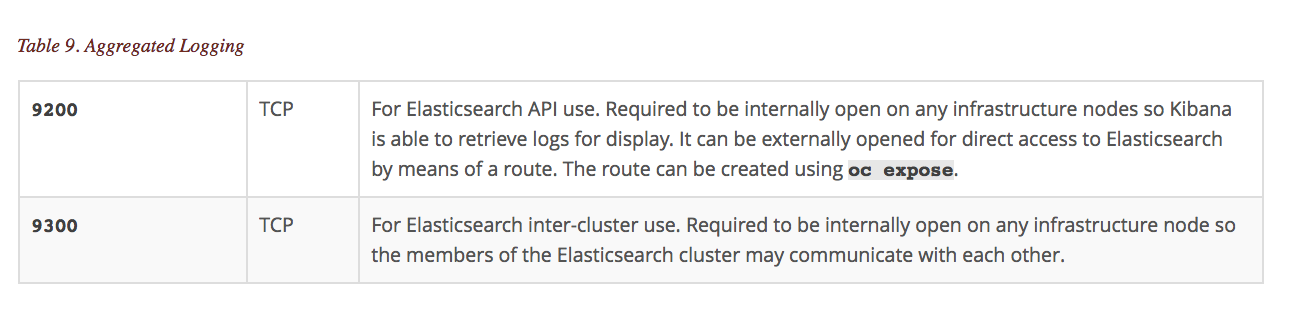 Table 9. Aggregated Logging
9200 TCP For Elasticsearch API use. Required to be internally open on any infrastructure nodes so Kibana
is able to retrieve logs for display. It can be externally opened for direct access to Elasticsearch
by means of a route. The route can be created using oc expose.
9300 TCP For Elasticsearch inter-cluster use. Required to be internally open on any infrastructure node so
the members of the Elasticsearch cluster may communicate with each other.